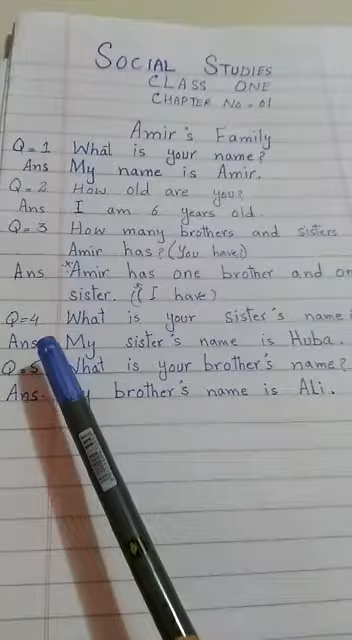 SOCIAL STUDIES
CLASS ONE
CHAPTER No = 01
Amir's Family
Q=1 What is your name?
Ans My name is Amir.
Q=2 How old are you?
Ans I am 6 years old.
Q=3 How many brothers and sisters
Amir has? (You have)
Ans *Amir has one brother and
sister. (I have)
Q=4 What is your sister's name
Ans My sister's name is Huba.
Q=5 What is your brother's name?
Ans. brother's name is Ali.